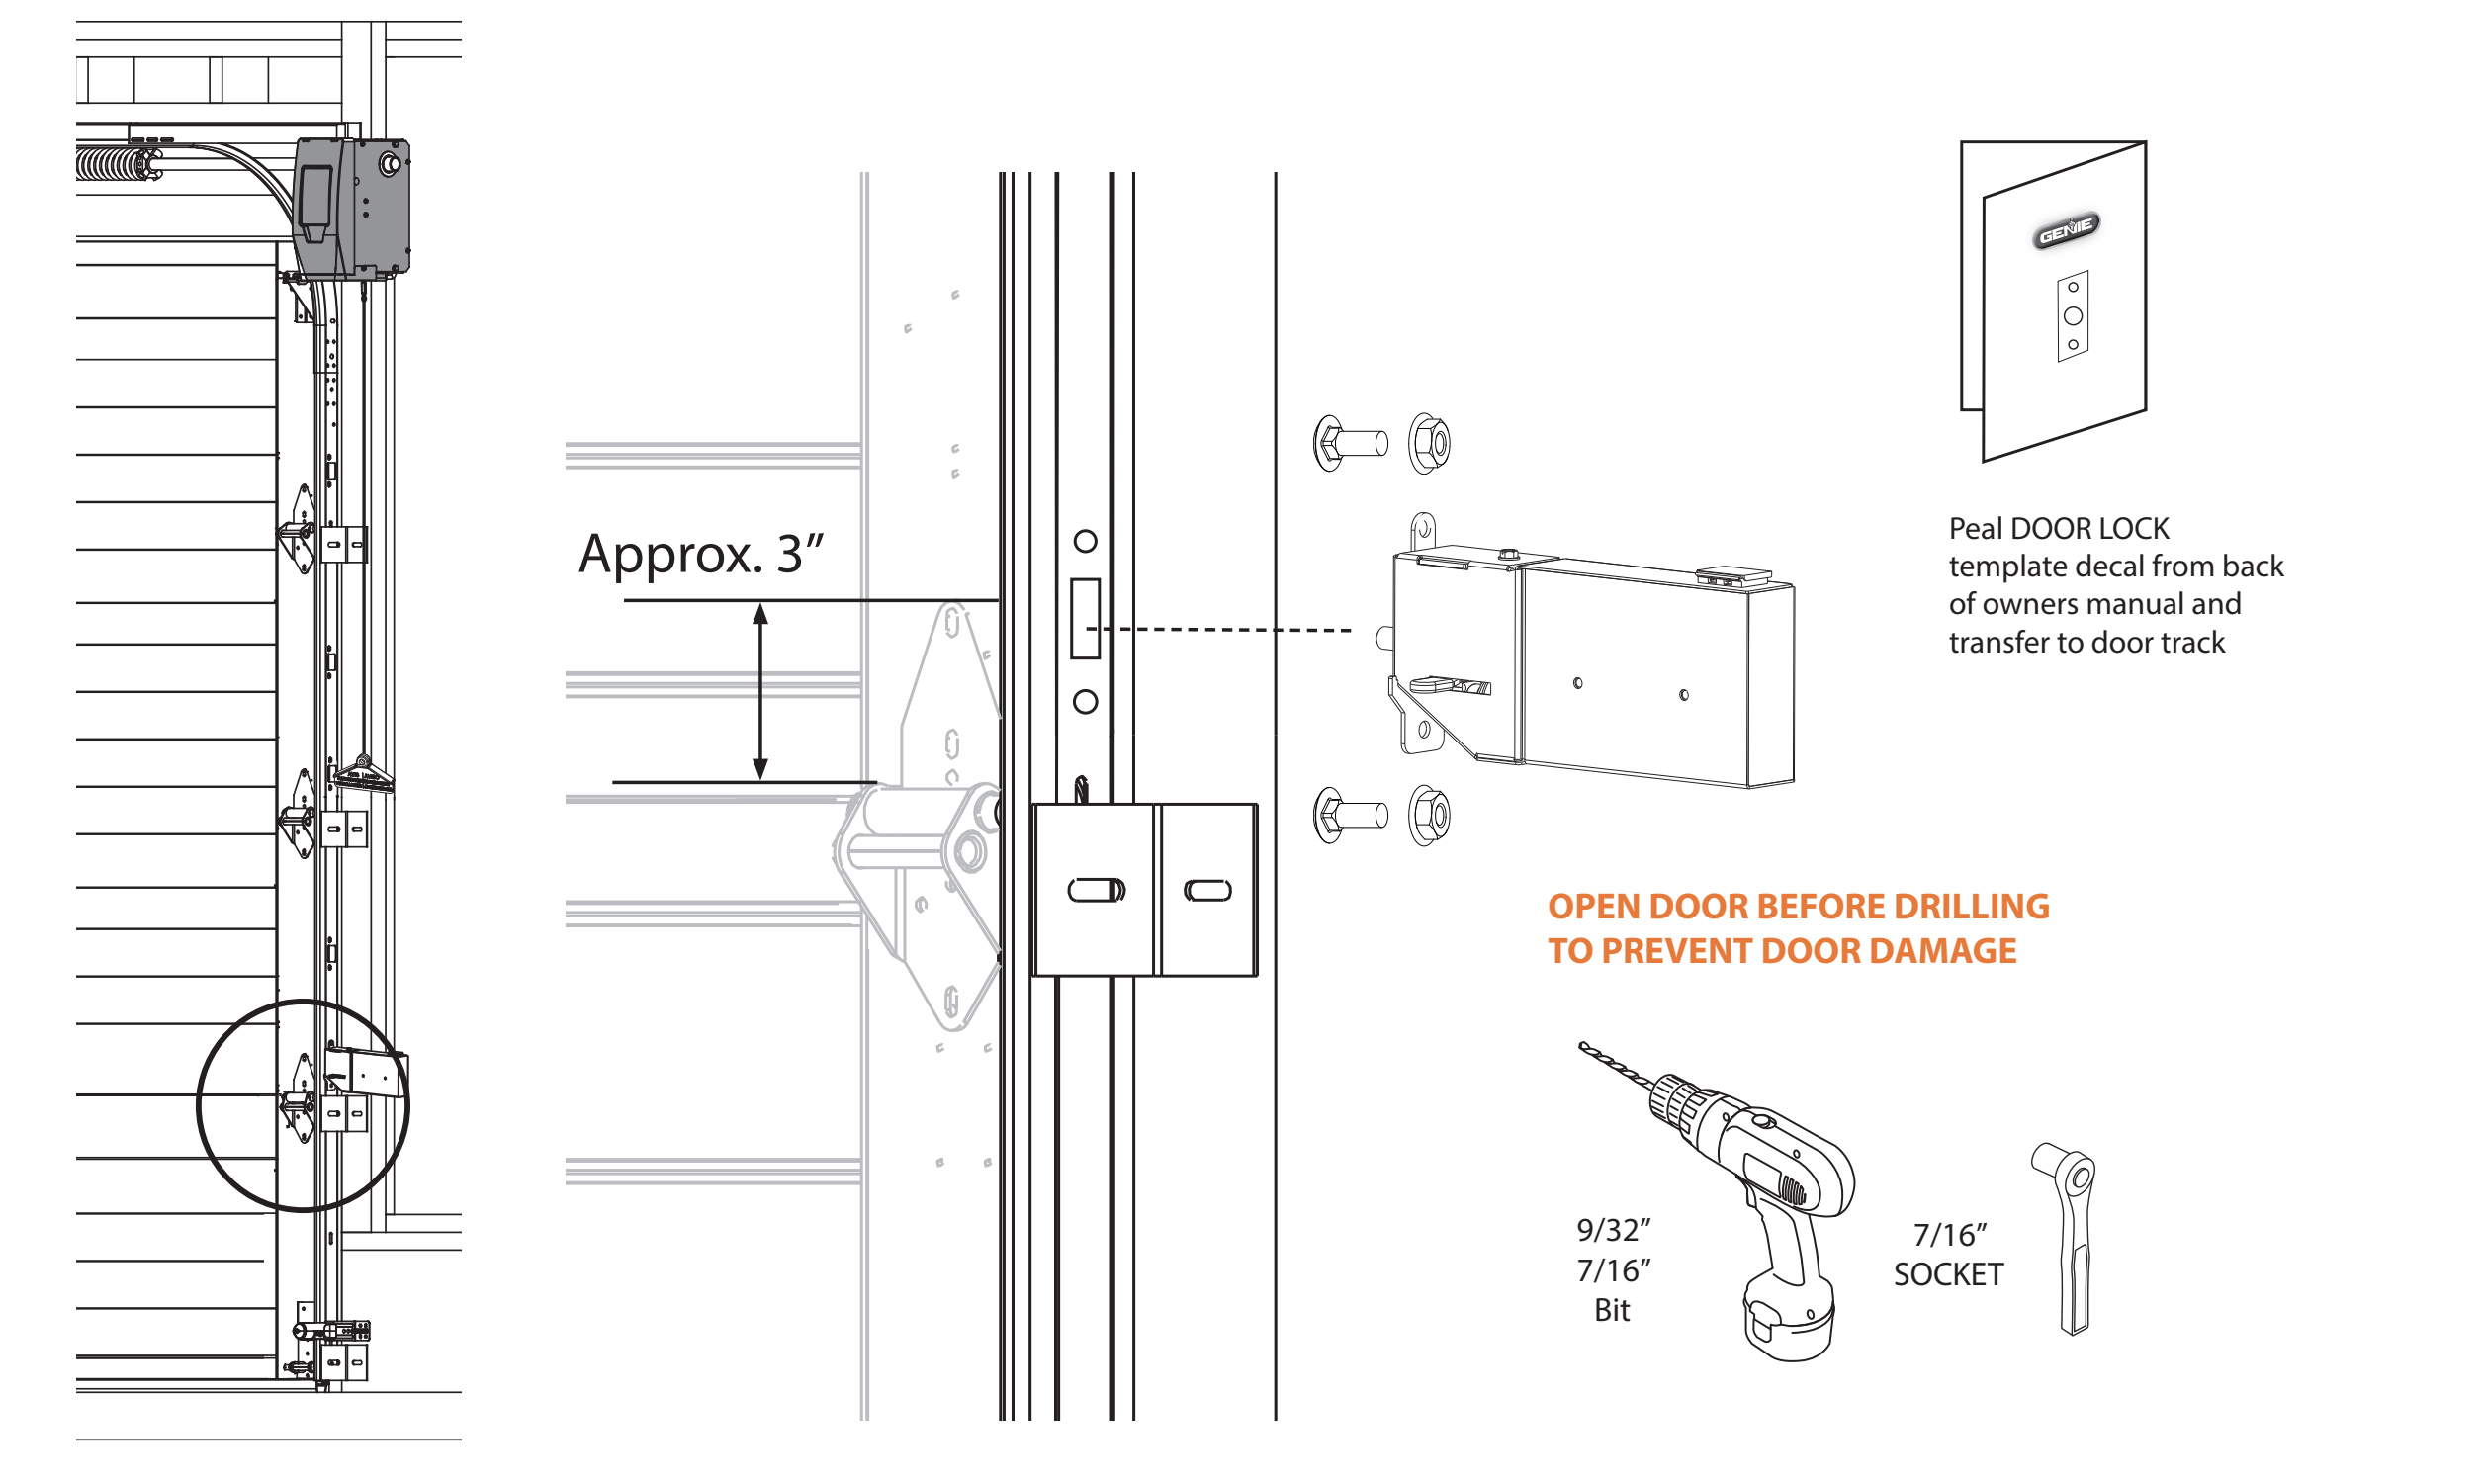 GENIE
Approx. 3”
Peal DOOR LOCK
template decal from back
of owners manual and
transfer to door track
OPEN DOOR BEFORE DRILLING
TO PREVENT DOOR DAMAGE
9/32”
7/16”
Bit
7/16”
SOCKET